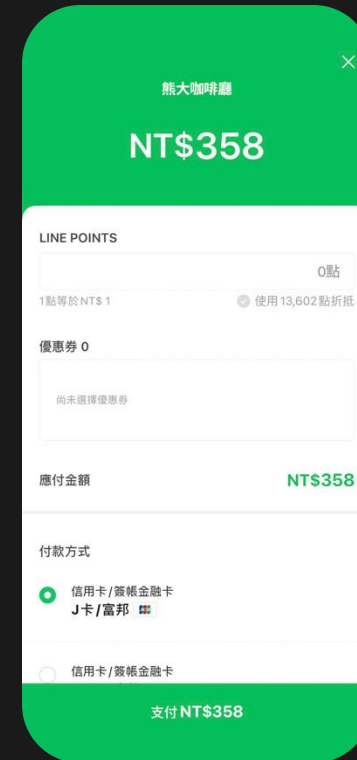 熊大咖啡廳
NT$358
LINE POINTS
0點
1點等於NT$ 1
使用13,602點折抵
優惠券 0
尚未選擇優惠券
應付金額
NT$358
付款方式
信用卡/簽帳金融卡
J卡/富邦 JCB
信用卡/簽帳金融卡
支付NT$358